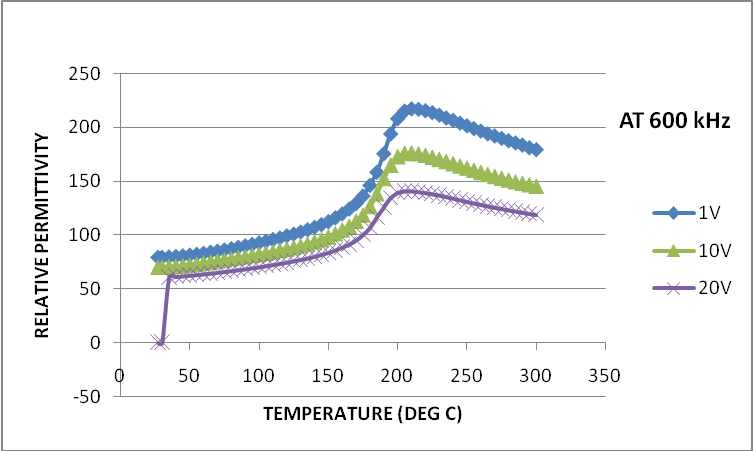 250
200
150
100
50
0
-50
0 50 100 150 200 250 300 350
RELATIVE PERMITTIVITY
TEMPERATURE (DEG C)
AT 600 kHz
1V
10V
20V